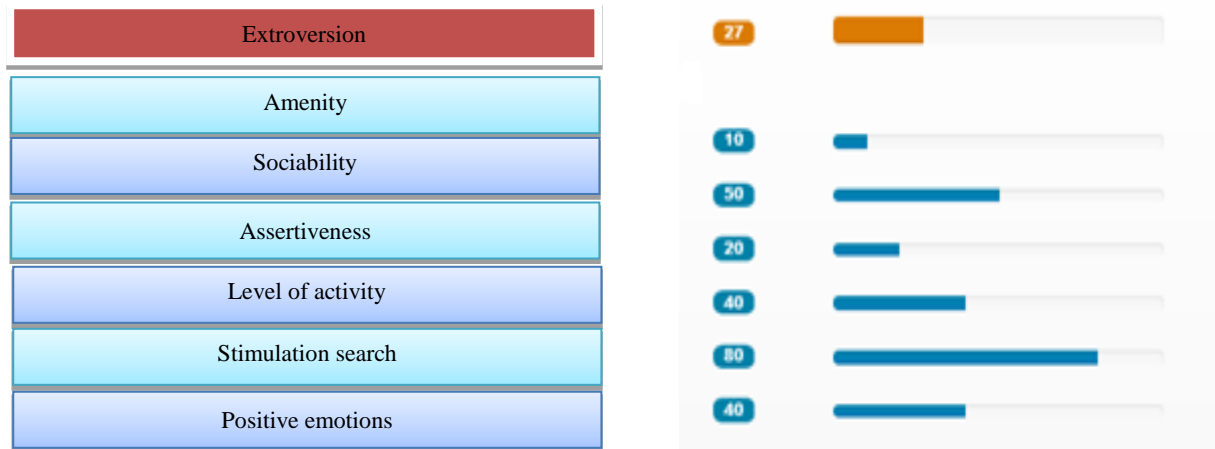 Extroversion
27
Amenity
10
Sociability
50
Assertiveness
20
Level of activity
40
Stimulation search
80
Positive emotions
40